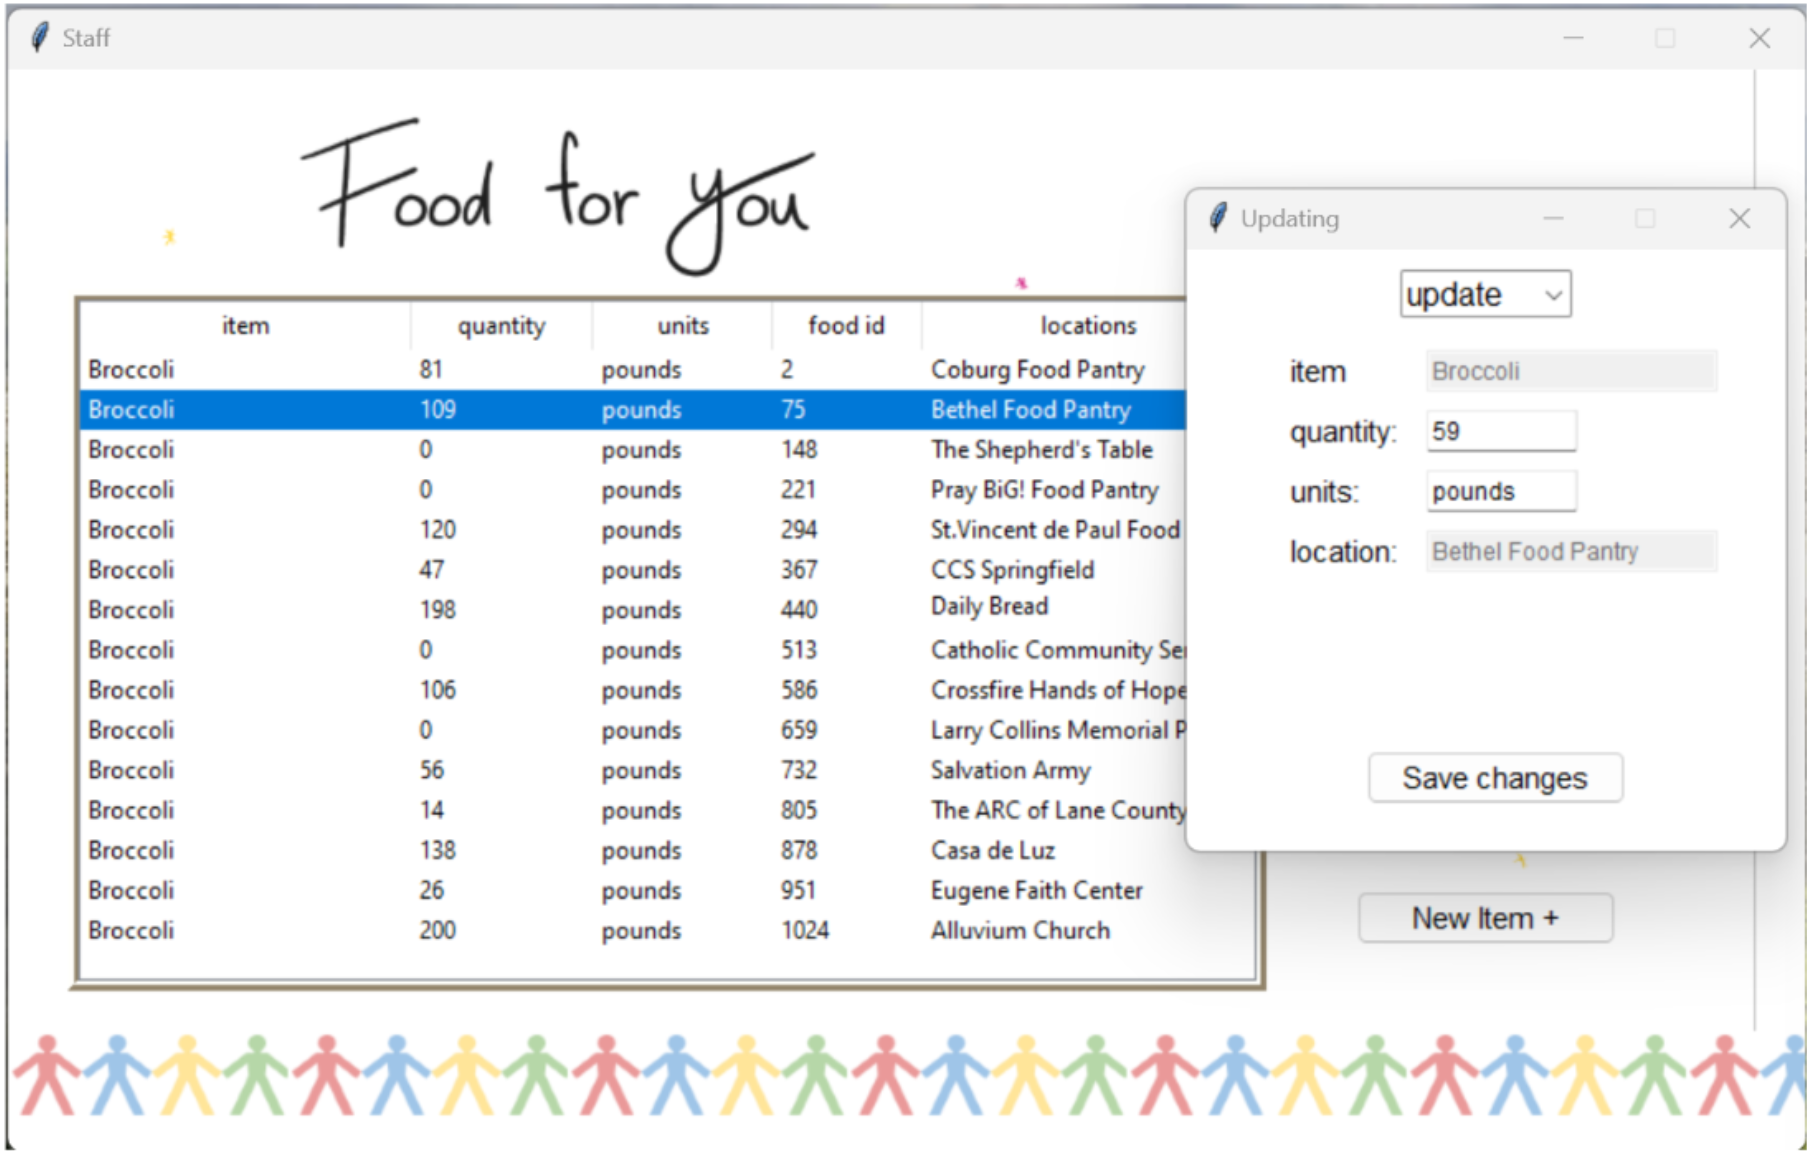 Staff
Food for you
item quantity units food id locations
Broccoli 81 pounds 2 Coburg Food Pantry
Broccoli 109 pounds 75 Bethel Food Pantry
Broccoli 0 pounds 148 The Shepherd's Table
Broccoli 0 pounds 221 Pray BiG! Food Pantry
Broccoli 120 pounds 294 St.Vincent de Paul Food
Broccoli 47 pounds 367 CCS Springfield
Broccoli 198 pounds 440 Daily Bread
Broccoli 0 pounds 513 Catholic Community Se
Broccoli 106 pounds 586 Crossfire Hands of Hope
Broccoli 0 pounds 659 Larry Collins Memorial P
Broccoli 56 pounds 732 Salvation Army
Broccoli 14 pounds 805 The ARC of Lane County
Broccoli 138 pounds 878 Casa de Luz
Broccoli 26 pounds 951 Eugene Faith Center
Broccoli 200 pounds 1024 Alluvium Church
Updating
update
item Broccoli
quantity: 59
units: pounds
location: Bethel Food Pantry
Save changes
New Item +